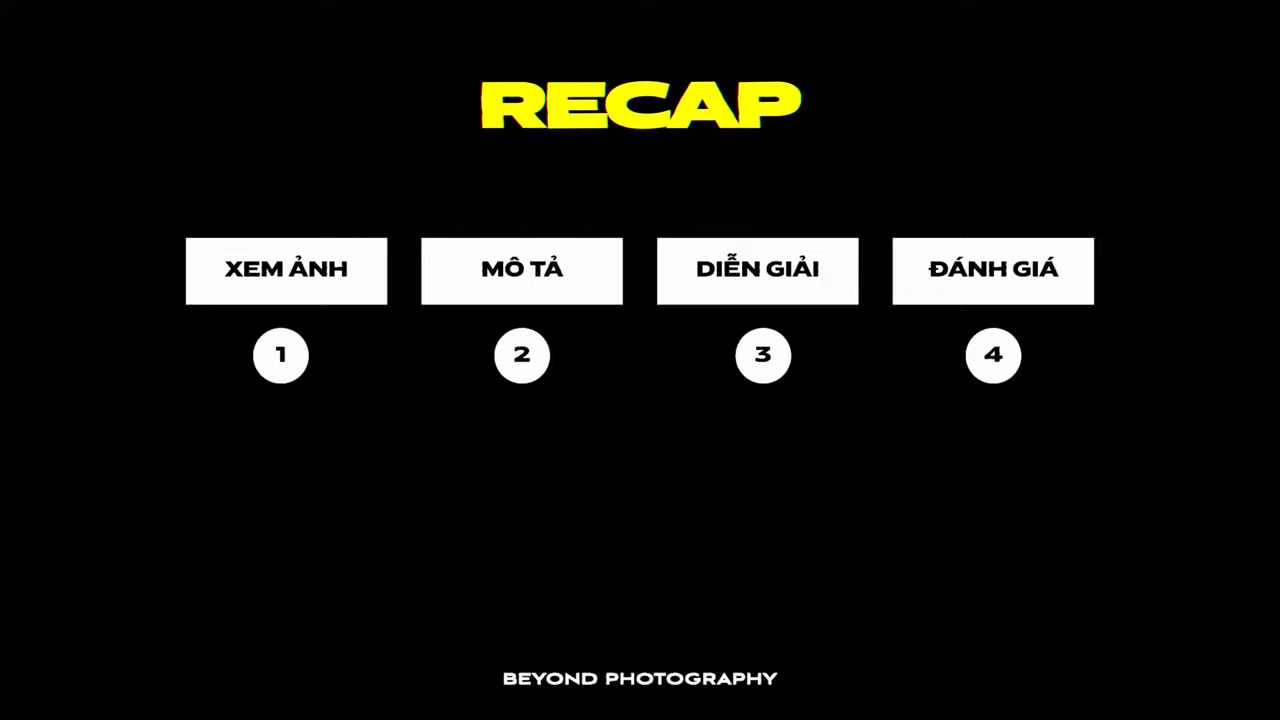 RECAP
XEM ẢNH
MÔ TẢ
DIỄN GIẢI
ĐÁNH GIÁ
1
2
3
4
BEYOND PHOTOGRAPHY